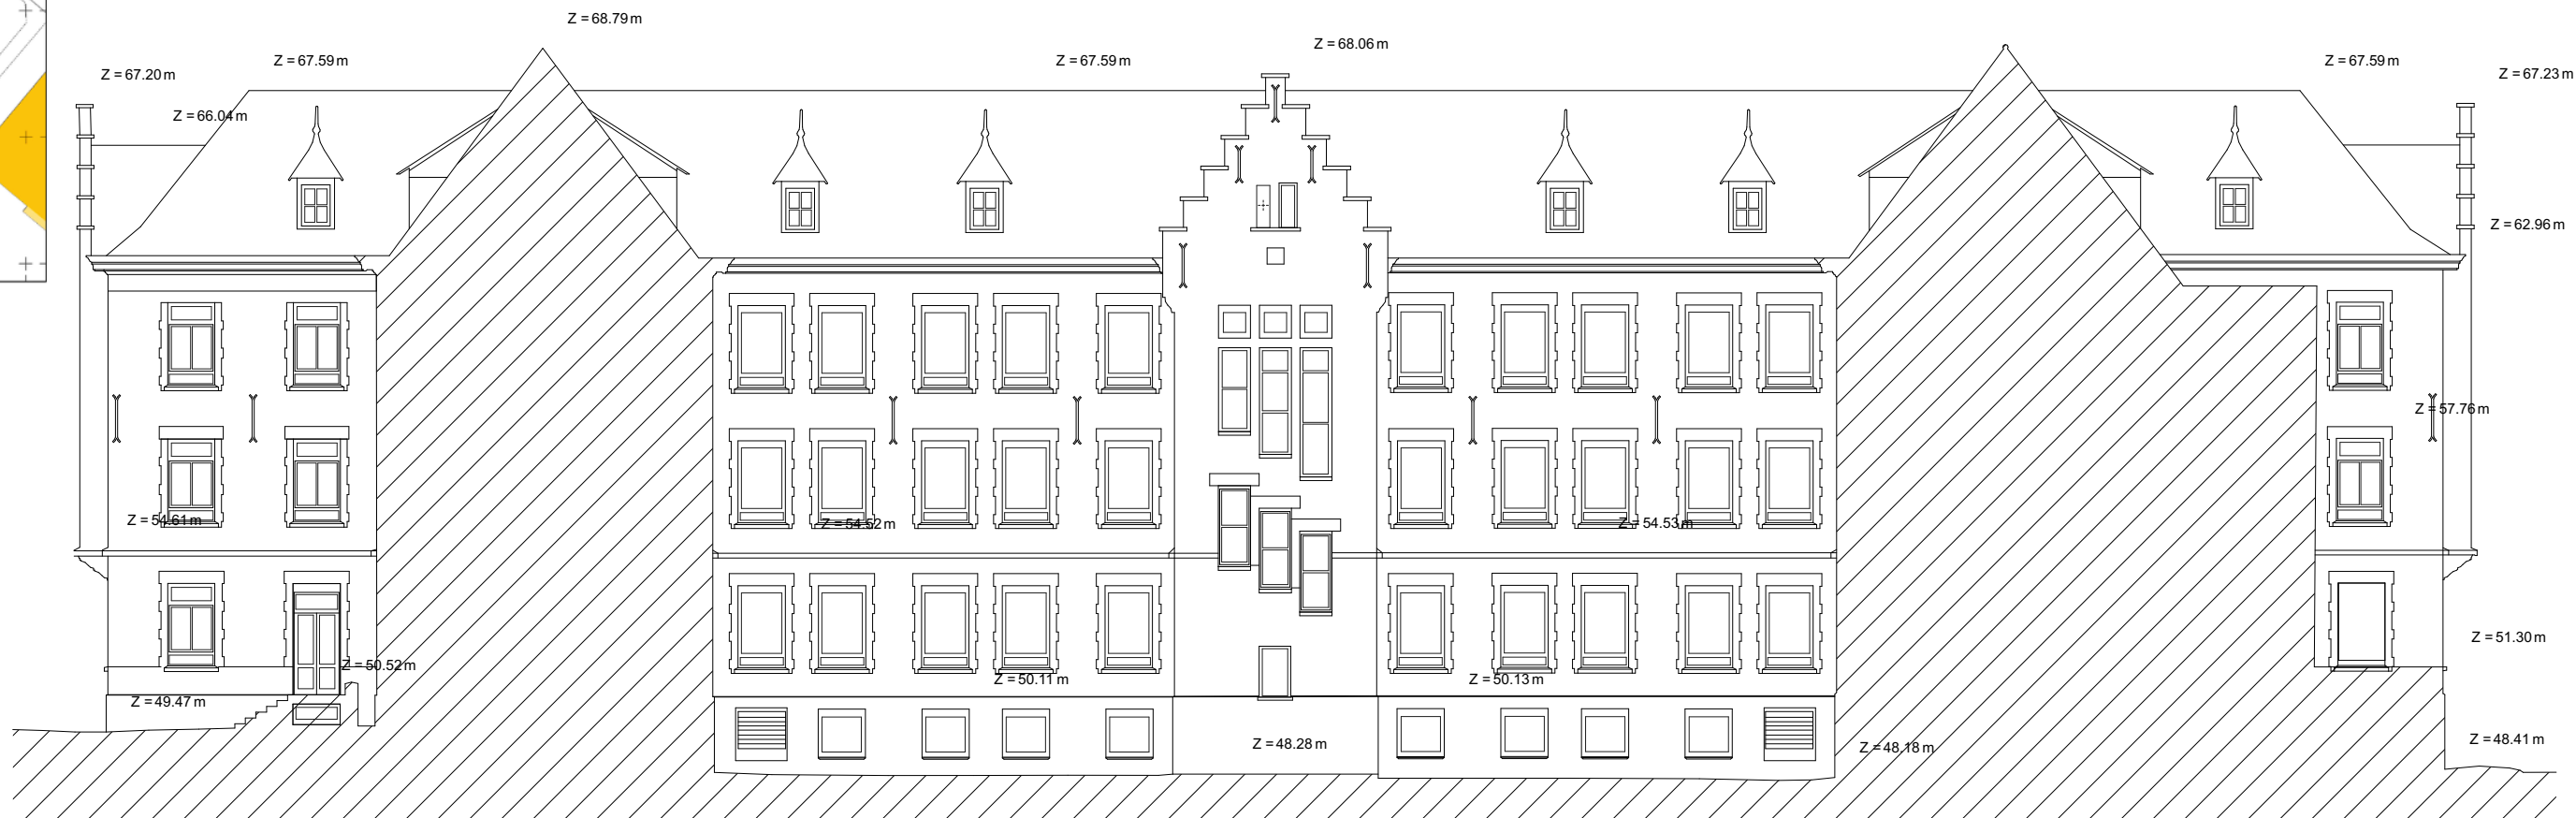 Z = 68.79 m
Z = 68.06 m
Z = 67.59 m
Z = 67.59 m
Z = 67.59 m
Z = 67.20 m
Z = 67.23 m
Z = 66.04 m
Z = 62.96 m
Z = 57.76 m
Z = 54.61 m
Z = 54.52 m
Z = 54.53 m
Z = 51.30 m
Z = 50.52 m
Z = 50.11 m
Z = 50.13 m
Z = 49.47 m
Z = 48.28 m
Z = 48.18 m
Z = 48.41 m